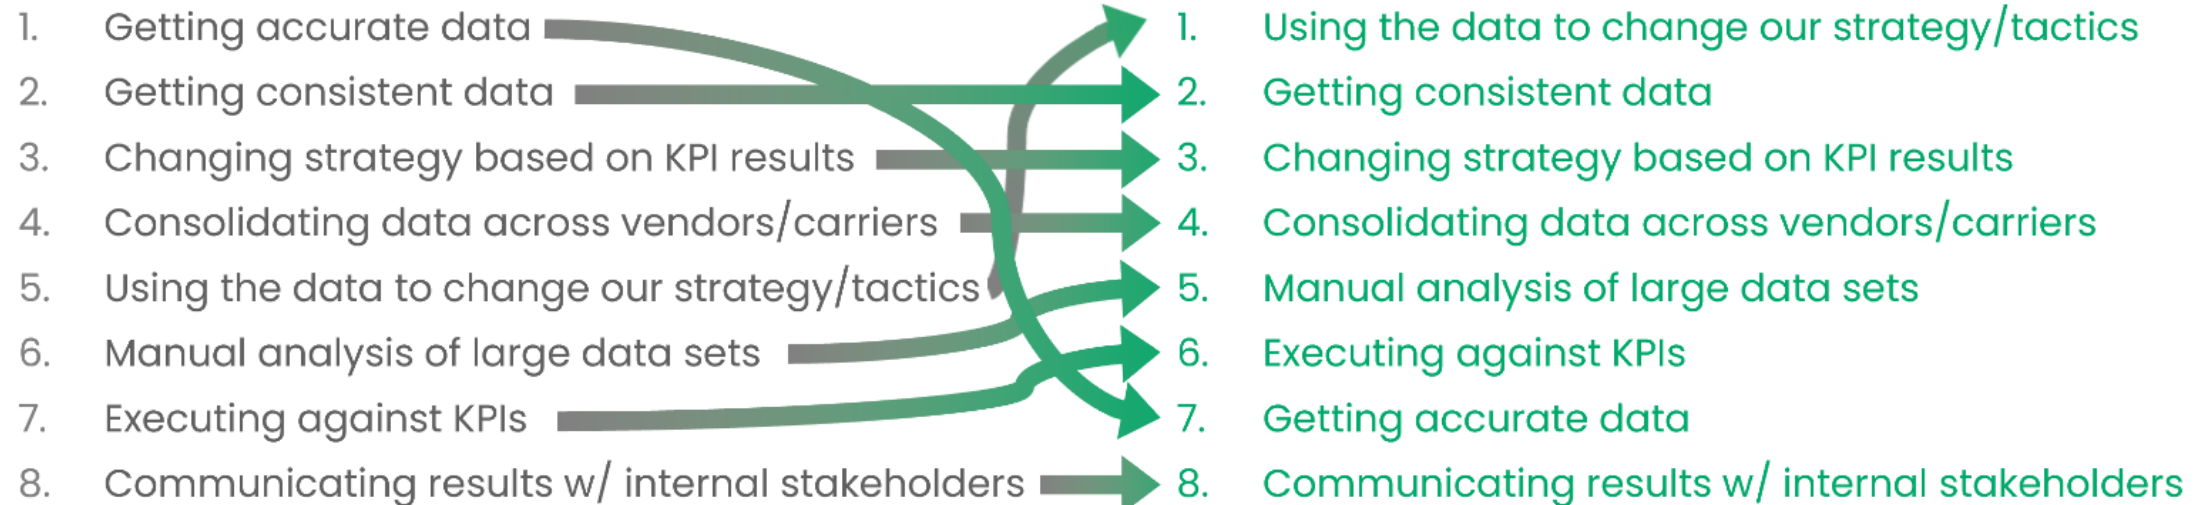 1. Getting accurate data
2. Getting consistent data
3. Changing strategy based on KPI results
4. Consolidating data across vendors/carriers
5. Using the data to change our strategy/tactics
6. Manual analysis of large data sets
7. Executing against KPIs
8. Communicating results w/ internal stakeholders
1. Using the data to change our strategy/tactics
2. Getting consistent data
3. Changing strategy based on KPI results
4. Consolidating data across vendors/carriers
5. Manual analysis of large data sets
6. Executing against KPIs
7. Getting accurate data
8. Communicating results w/ internal stakeholders